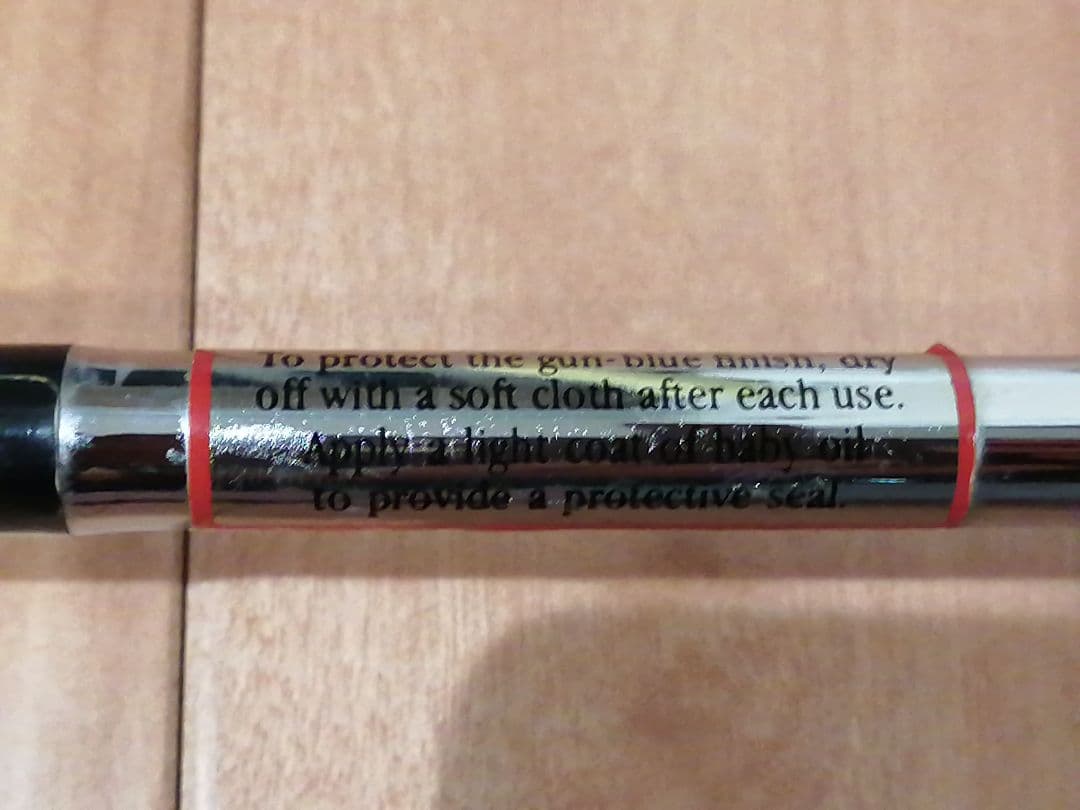 To protect the gun-blue finish, dry
off with a soft cloth after each use.
Apply a light coat of baby oil
to provide a protective seal.